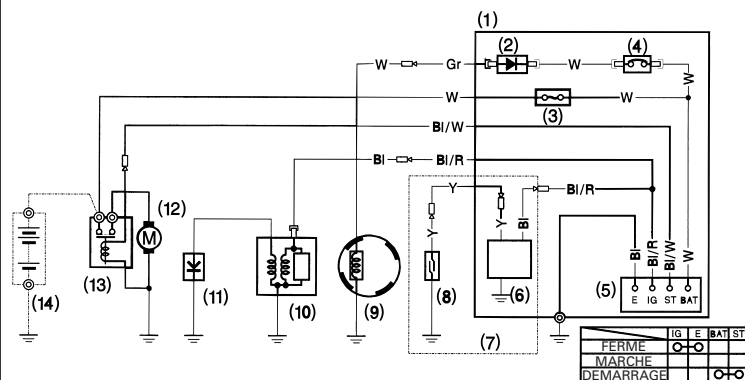 (1)
(2)
(4)
W
Gr
W
W
W
W
(3)
Bl/W
Bl
Bl/R
Y
Bl
Bl/R
(12)
M
Y
Y
Bl
Bl/R
Bl/W
W
(5)
E IG ST BAT
(13)
(14)
(11)
(10)
(9)
(8)
(6)
(7)
IG E BAT ST
FERME
MARCHE
DEMARRAGE